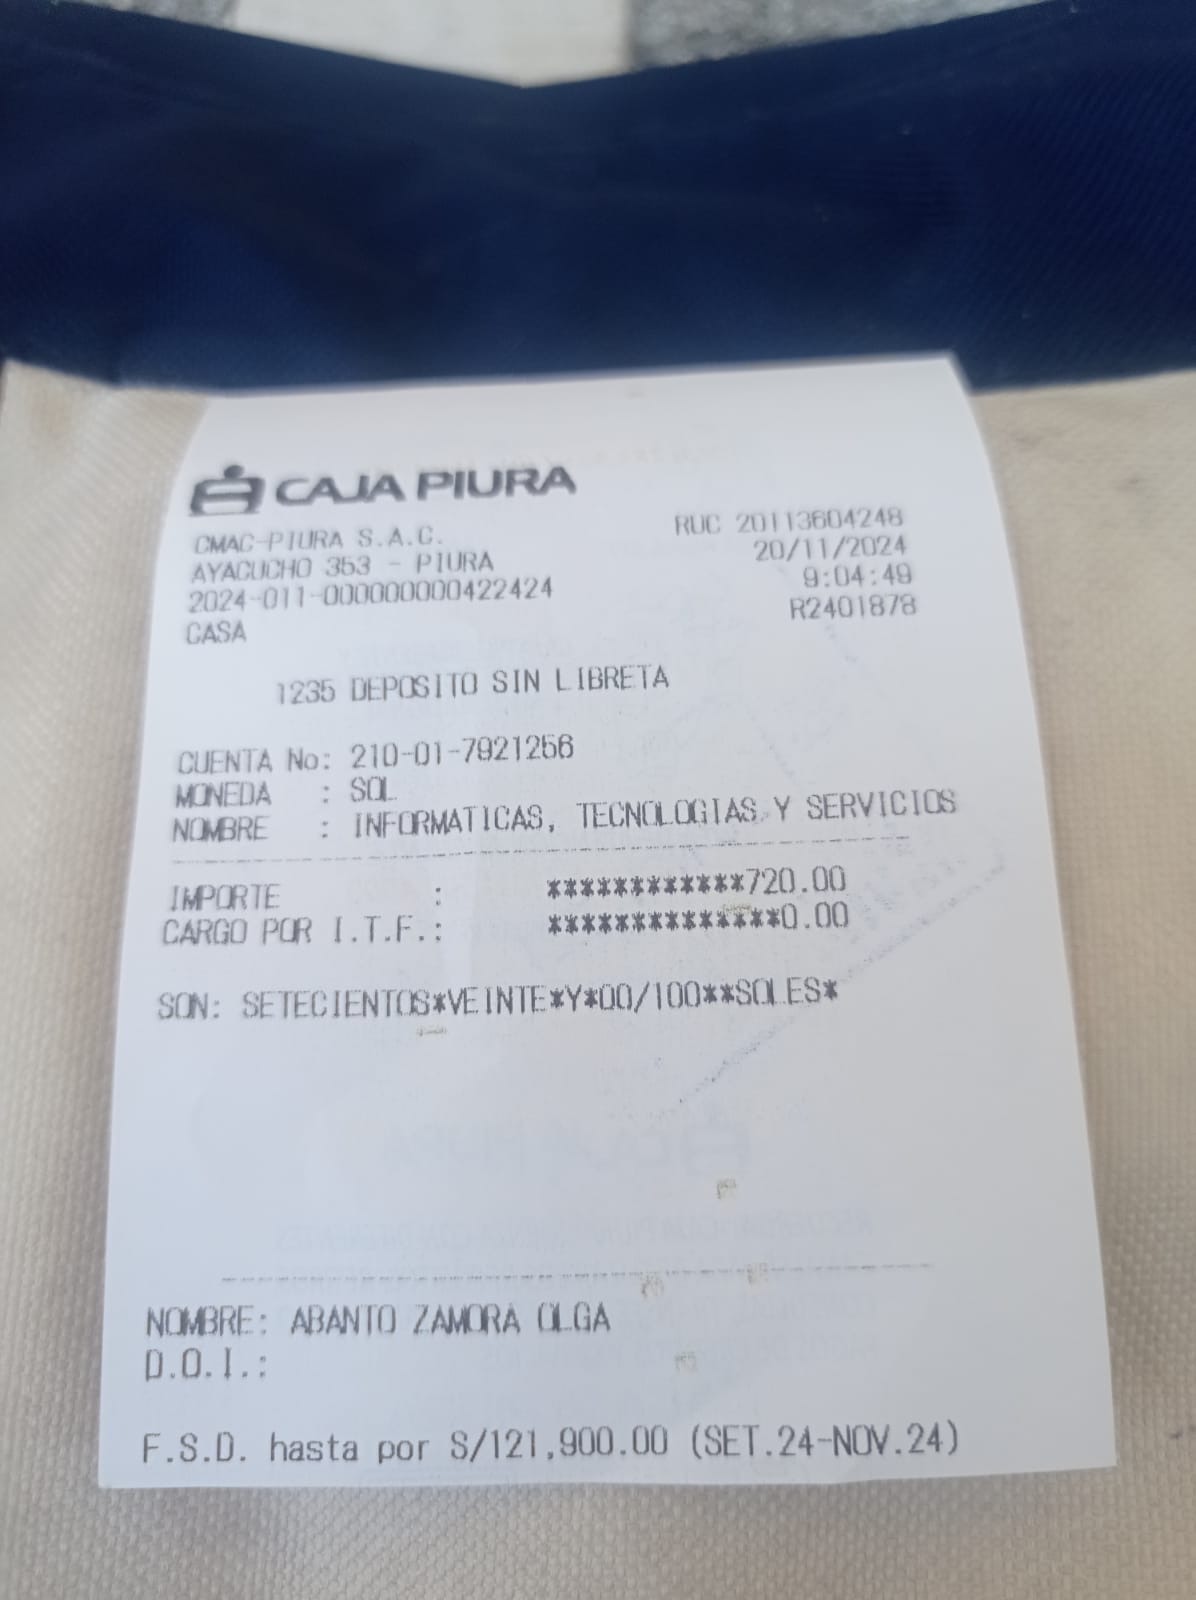 CAJA PIURA
CMAC-PIURA S.A.C.
AYACUCHO 353 - PIURA
2024-011-000000000422424
CASA
RUC 20113604248
20/11/2024
9:04:49
R2401878
1235 DEPOSITO SIN LIBRETA
CUENTA No: 210-01-7921256
MONEDA : SOL
NOMBRE : INFORMATICAS, TECNOLOGIAS Y SERVICIOS
IMPORTE : ************720.00
CARGO POR I.T.F.: **************0.00
SON: SETECIENTOS*VEINTE*Y*00/100**SOLES*
NOMBRE: ABANTO ZAMORA OLGA
D.O.I.:
F.S.D. hasta por S/121,900.00 (SET.24-NOV.24)